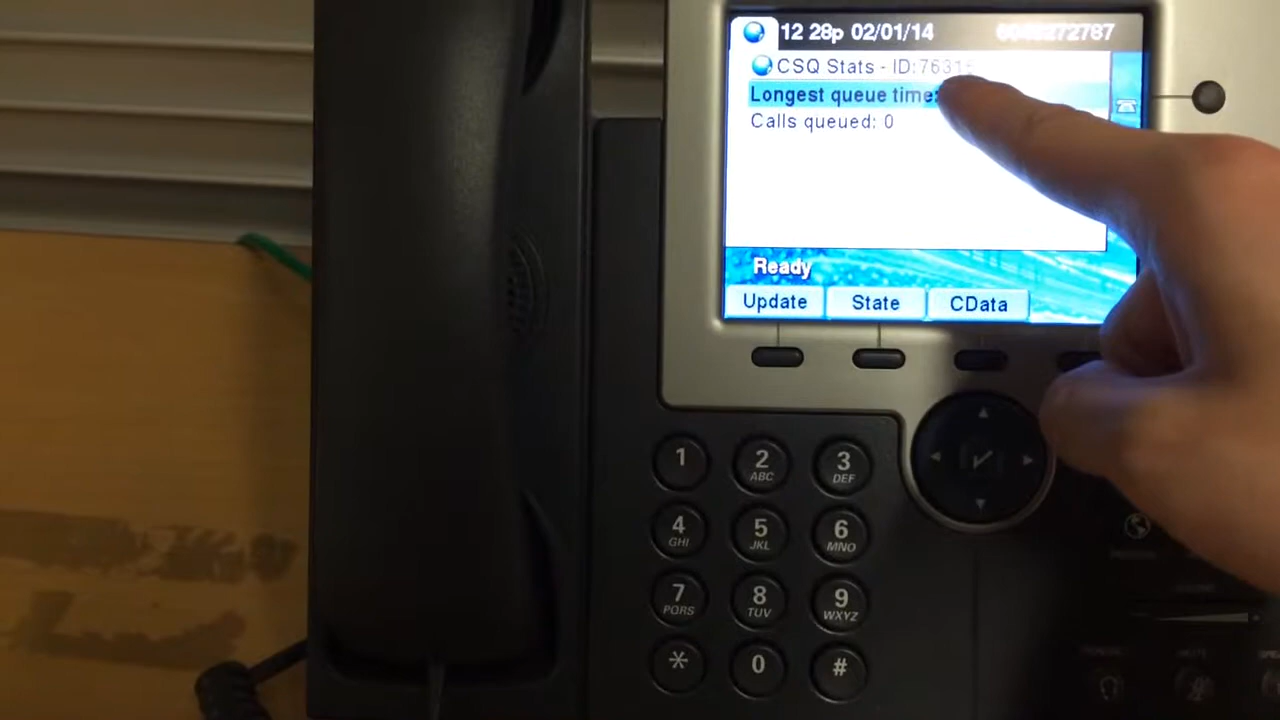 12 28p 02/01/14
CSQ Stats - ID:
Longest queue time:
Calls queued: 0
Ready
Update State CData
1 2 ABC 3 DEF
4 GHI 5 JKL 6 MNO
7 PQRS 8 TUV 9 WXYZ
* 0 #